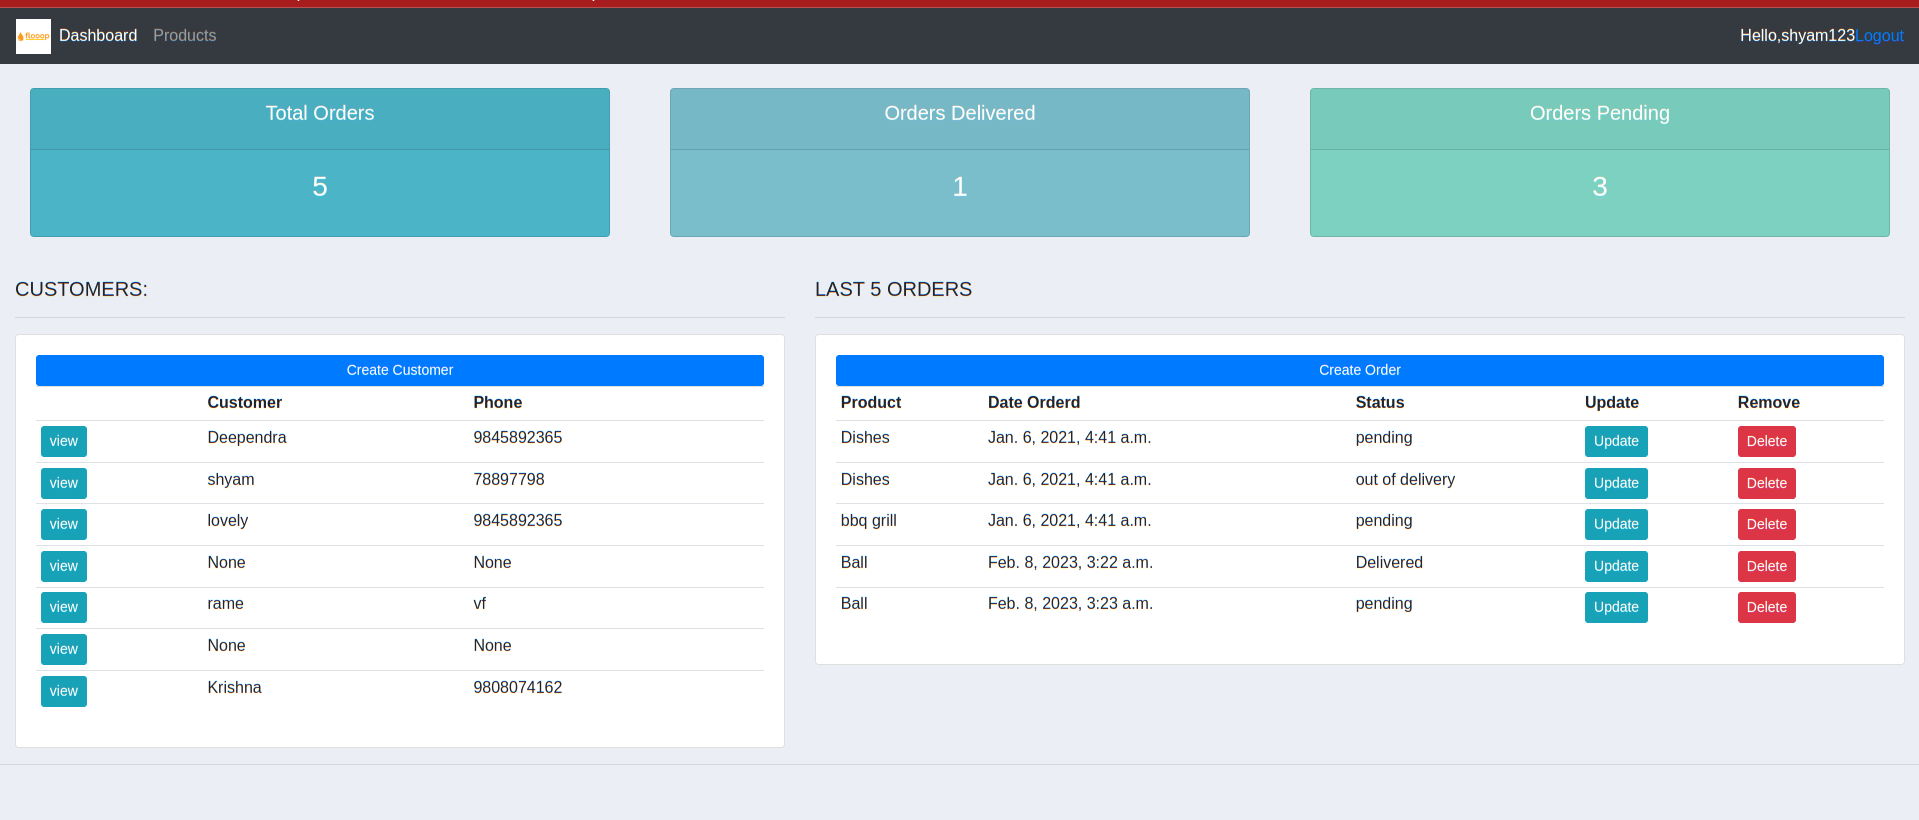 flooop
Dashboard Products Hello,shyam123Logout
Total Orders
5
Orders Delivered
1
Orders Pending
3
CUSTOMERS:
Create Customer
Customer Phone
view Deependra 9845892365
view shyam 78897798
view lovely 9845892365
view None None
view rame vf
view None None
view Krishna 9808074162
LAST 5 ORDERS
Create Order
Product Date Orderd Status Update Remove
Dishes Jan. 6, 2021, 4:41 a.m. pending Update Delete
Dishes Jan. 6, 2021, 4:41 a.m. out of delivery Update Delete
bbq grill Jan. 6, 2021, 4:41 a.m. pending Update Delete
Ball Feb. 8, 2023, 3:22 a.m. Delivered Update Delete
Ball Feb. 8, 2023, 3:23 a.m. pending Update Delete